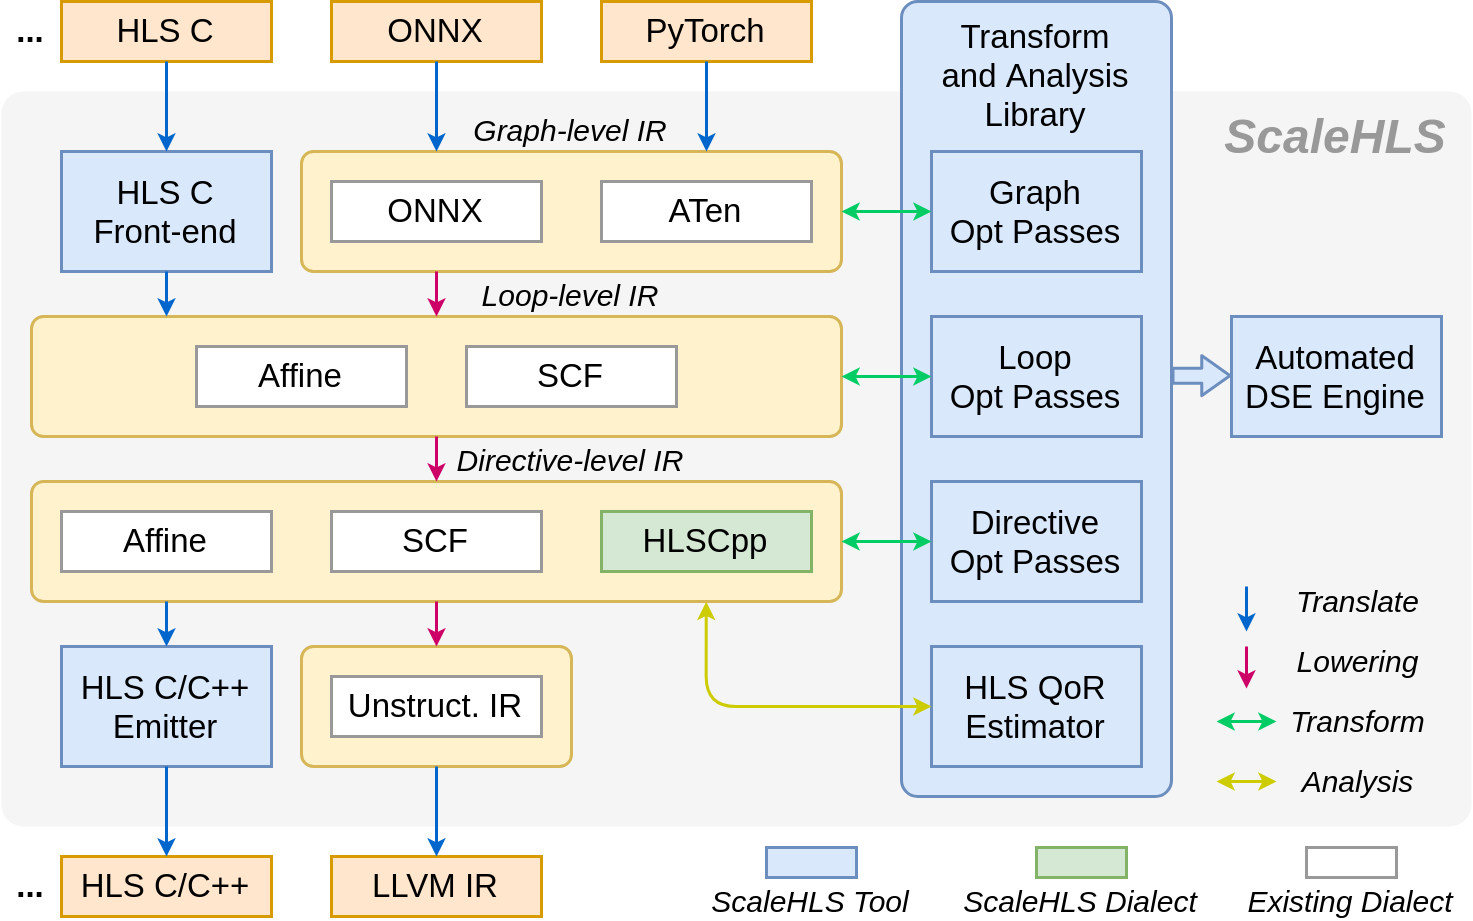 ...
HLS C
ONNX
PyTorch
Transform
and Analysis
Library
ScaleHLS
Graph-level IR
HLS C
Front-end
ONNX
ATen
Graph
Opt Passes
Loop-level IR
Affine
SCF
Loop
Opt Passes
Automated
DSE Engine
Directive-level IR
Affine
SCF
HLSCpp
Directive
Opt Passes
HLS C/C++
Emitter
Unstruct. IR
HLS QoR
Estimator
Translate
Lowering
Transform
Analysis
...
HLS C/C++
LLVM IR
ScaleHLS Tool
ScaleHLS Dialect
Existing Dialect